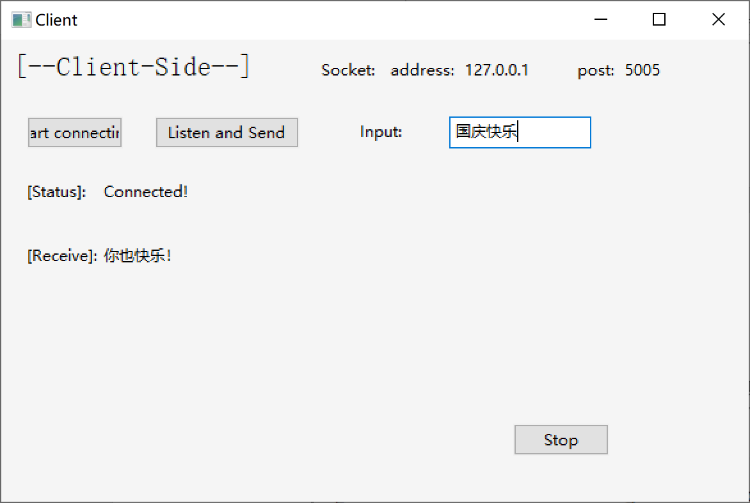 Client
[--Client-Side--]
Socket: address: 127.0.0.1 post: 5005
art connectin Listen and Send Input: 国庆快乐
[Status]: Connected!
[Receive]: 你也快乐!
Stop